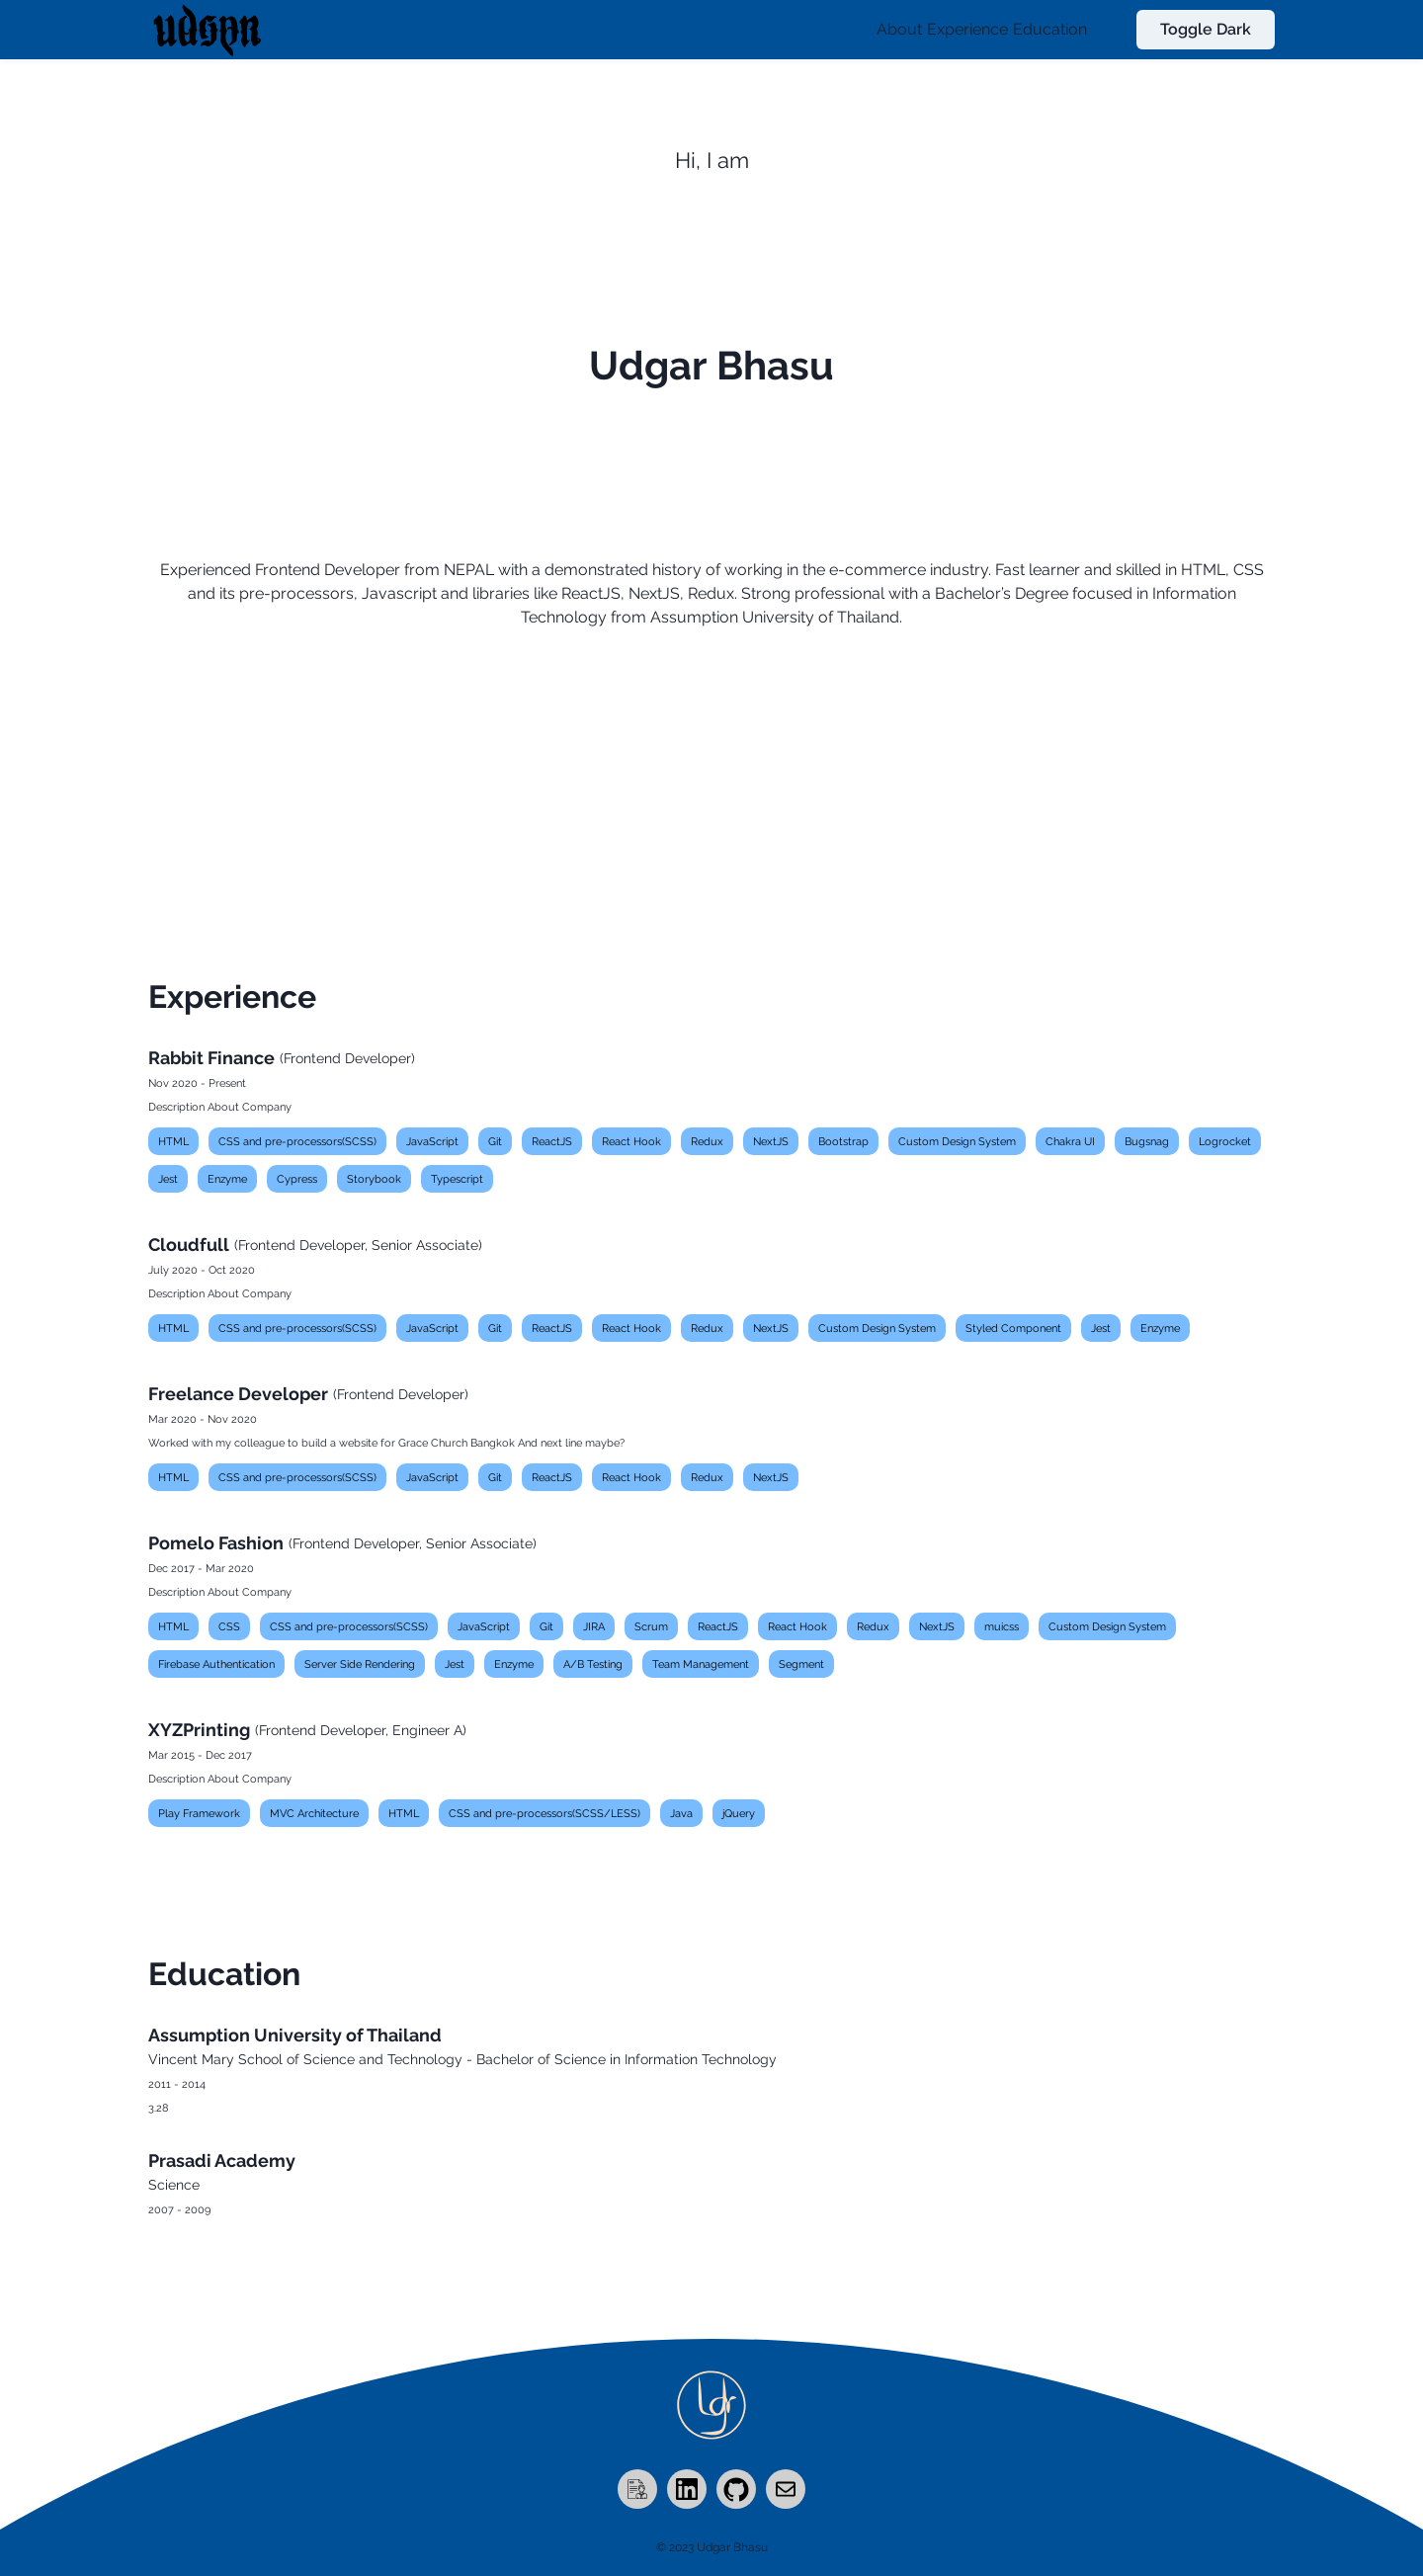 udgpn
About Experience Education
Toggle Dark
Hi, I am
Udgar Bhasu
Experienced Frontend Developer from NEPAL with a demonstrated history of working in the e-commerce industry. Fast learner and skilled in HTML, CSS
and its pre-processors, Javascript and libraries like ReactJS, NextJS, Redux. Strong professional with a Bachelor's Degree focused in Information
Technology from Assumption University of Thailand.
Experience
Rabbit Finance (Frontend Developer)
Nov 2020 - Present
Description About Company
HTML CSS and pre-processors(SCSS) JavaScript Git ReactJS React Hook Redux NextJS Bootstrap Custom Design System Chakra UI Bugsnag Logrocket
Jest Enzyme Cypress Storybook Typescript
Cloudfull (Frontend Developer, Senior Associate)
July 2020 - Oct 2020
Description About Company
HTML CSS and pre-processors(SCSS) JavaScript Git ReactJS React Hook Redux NextJS Custom Design System Styled Component Jest Enzyme
Freelance Developer (Frontend Developer)
Mar 2020 - Nov 2020
Worked with my colleague to build a website for Grace Church Bangkok And next line maybe?
HTML CSS and pre-processors(SCSS) JavaScript Git ReactJS React Hook Redux NextJS
Pomelo Fashion (Frontend Developer, Senior Associate)
Dec 2017 - Mar 2020
Description About Company
HTML CSS CSS and pre-processors(SCSS) JavaScript Git JIRA Scrum ReactJS React Hook Redux NextJS muicss Custom Design System
Firebase Authentication Server Side Rendering Jest Enzyme A/B Testing Team Management Segment
XYZPrinting (Frontend Developer, Engineer A)
Mar 2015 - Dec 2017
Description About Company
Play Framework MVC Architecture HTML CSS and pre-processors(SCSS/LESS) Java jQuery
Education
Assumption University of Thailand
Vincent Mary School of Science and Technology - Bachelor of Science in Information Technology
2011 - 2014
3.28
Prasadi Academy
Science
2007 - 2009
in
© 2023 Udgar Bhasu